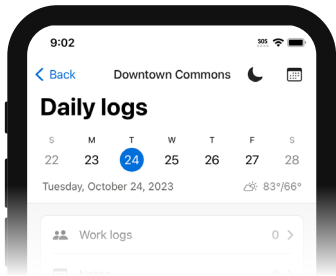 9:02 SOS
Back Downtown Commons
Daily logs
S M T W T F S
22 23 24 25 26 27 28
Tuesday, October 24, 2023 83°/66°
Work logs 0